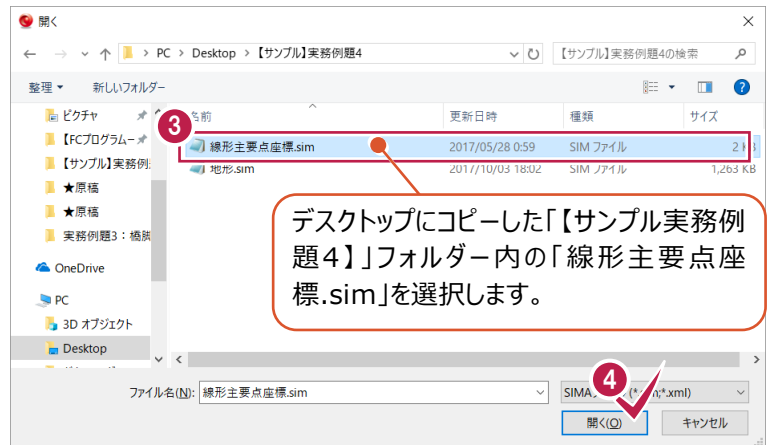 開く
PC > Desktop > 【サンプル】実務例題4
【サンプル】実務例題4の検索
整理 新しいフォルダー
ピクチャ
【FCプログラム-
【サンプル】実務例
★原稿
★原稿
実務例題3：橋脚
OneDrive
PC
3D オブジェクト
Desktop
名前 更新日時 種類 サイズ
3
線形主要点座標.sim 2017/05/28 0:59 SIM ファイル 2 KB
地形.sim 2017/10/03 18:02 SIM ファイル 1,263 KB
デスクトップにコピーした「【サンプル実務例
題4】」フォルダー内の「線形主要点座
標.sim」を選択します。
ファイル名(N): 線形主要点座標.sim
4
開く(O) キャンセル